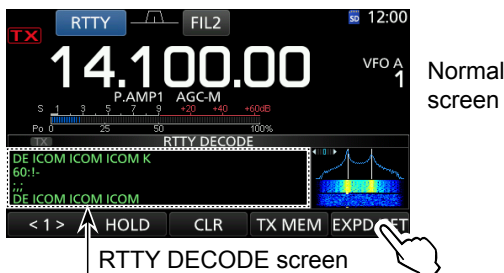 RTTY FIL2 SD 12:00
TX
14.100.00 VFO A
1
P.AMP1 AGC-M
S 1 3 5 7 9 +20 +40 +60dB
Po 0 25 50 100%
TX RTTY DECODE
DE ICOM ICOM ICOM K
60:!-
:,;
DE ICOM ICOM ICOM
< 1 > HOLD CLR TX MEM EXPD
Normal
screen
RTTY DECODE screen